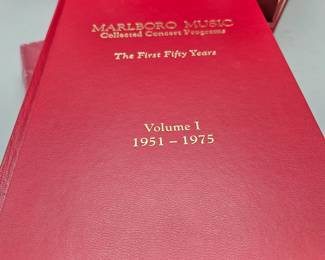 MARLBORO MUSIC
Collected Concert Programs
The First Fifty Years
Volume I
1951 – 1975